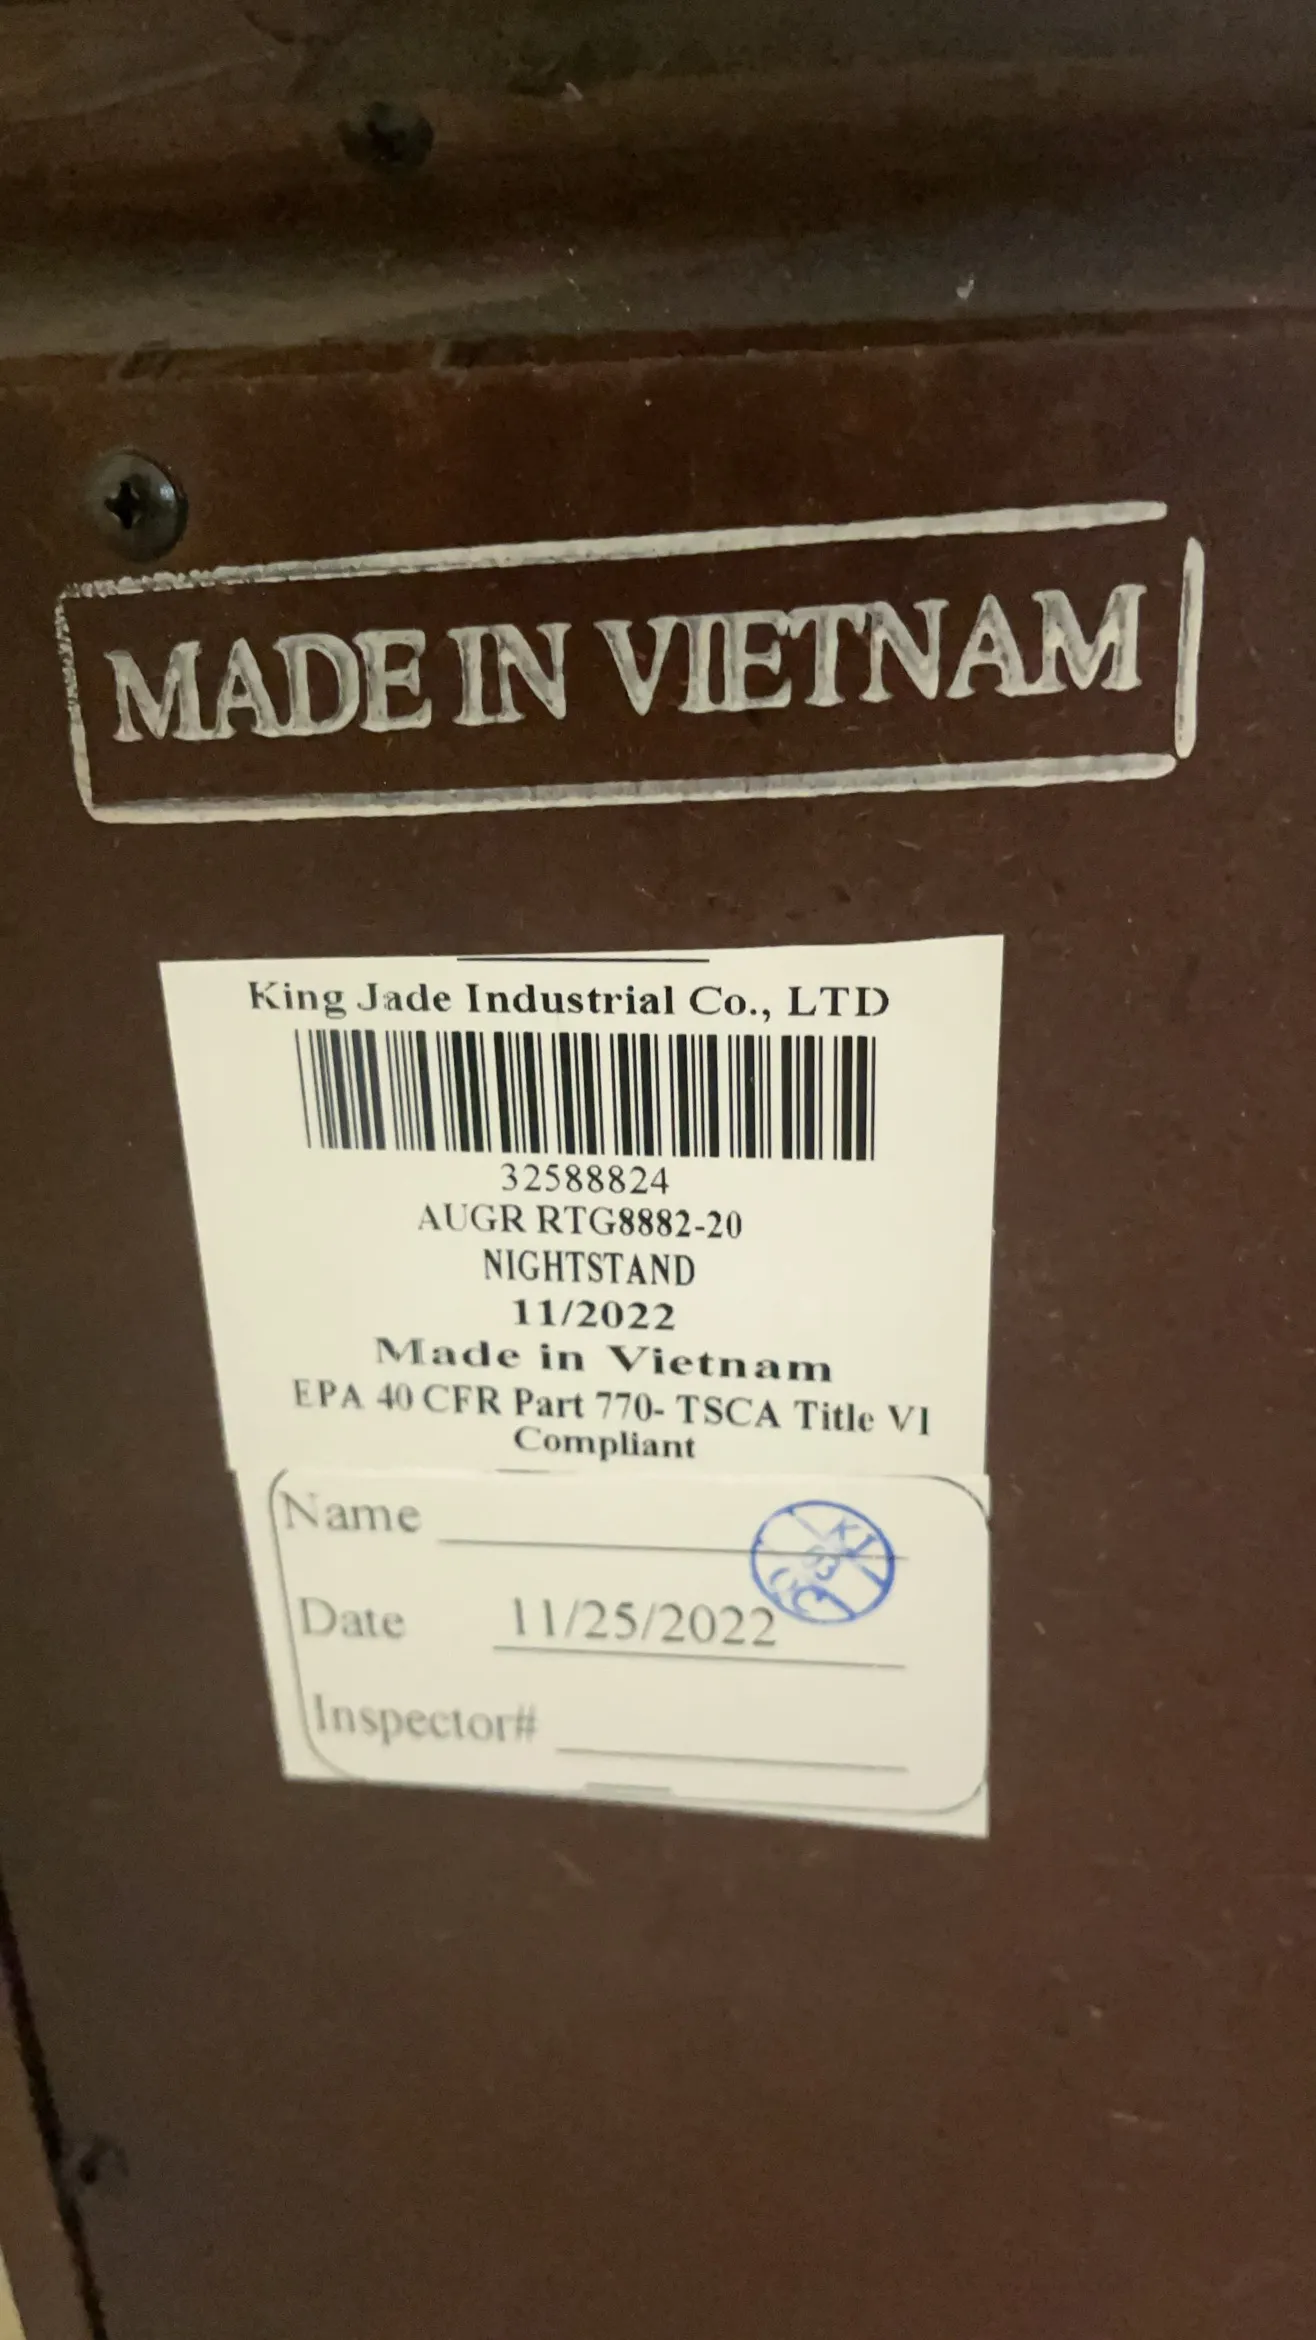 MADE IN VIETNAM
King Jade Industrial Co., LTD
32588824
AUGR RTG8882-20
NIGHTSTAND
11/2022
Made in Vietnam
EPA 40 CFR Part 770- TSCA Title VI
Compliant
Name
Date 11/25/2022
Inspector#